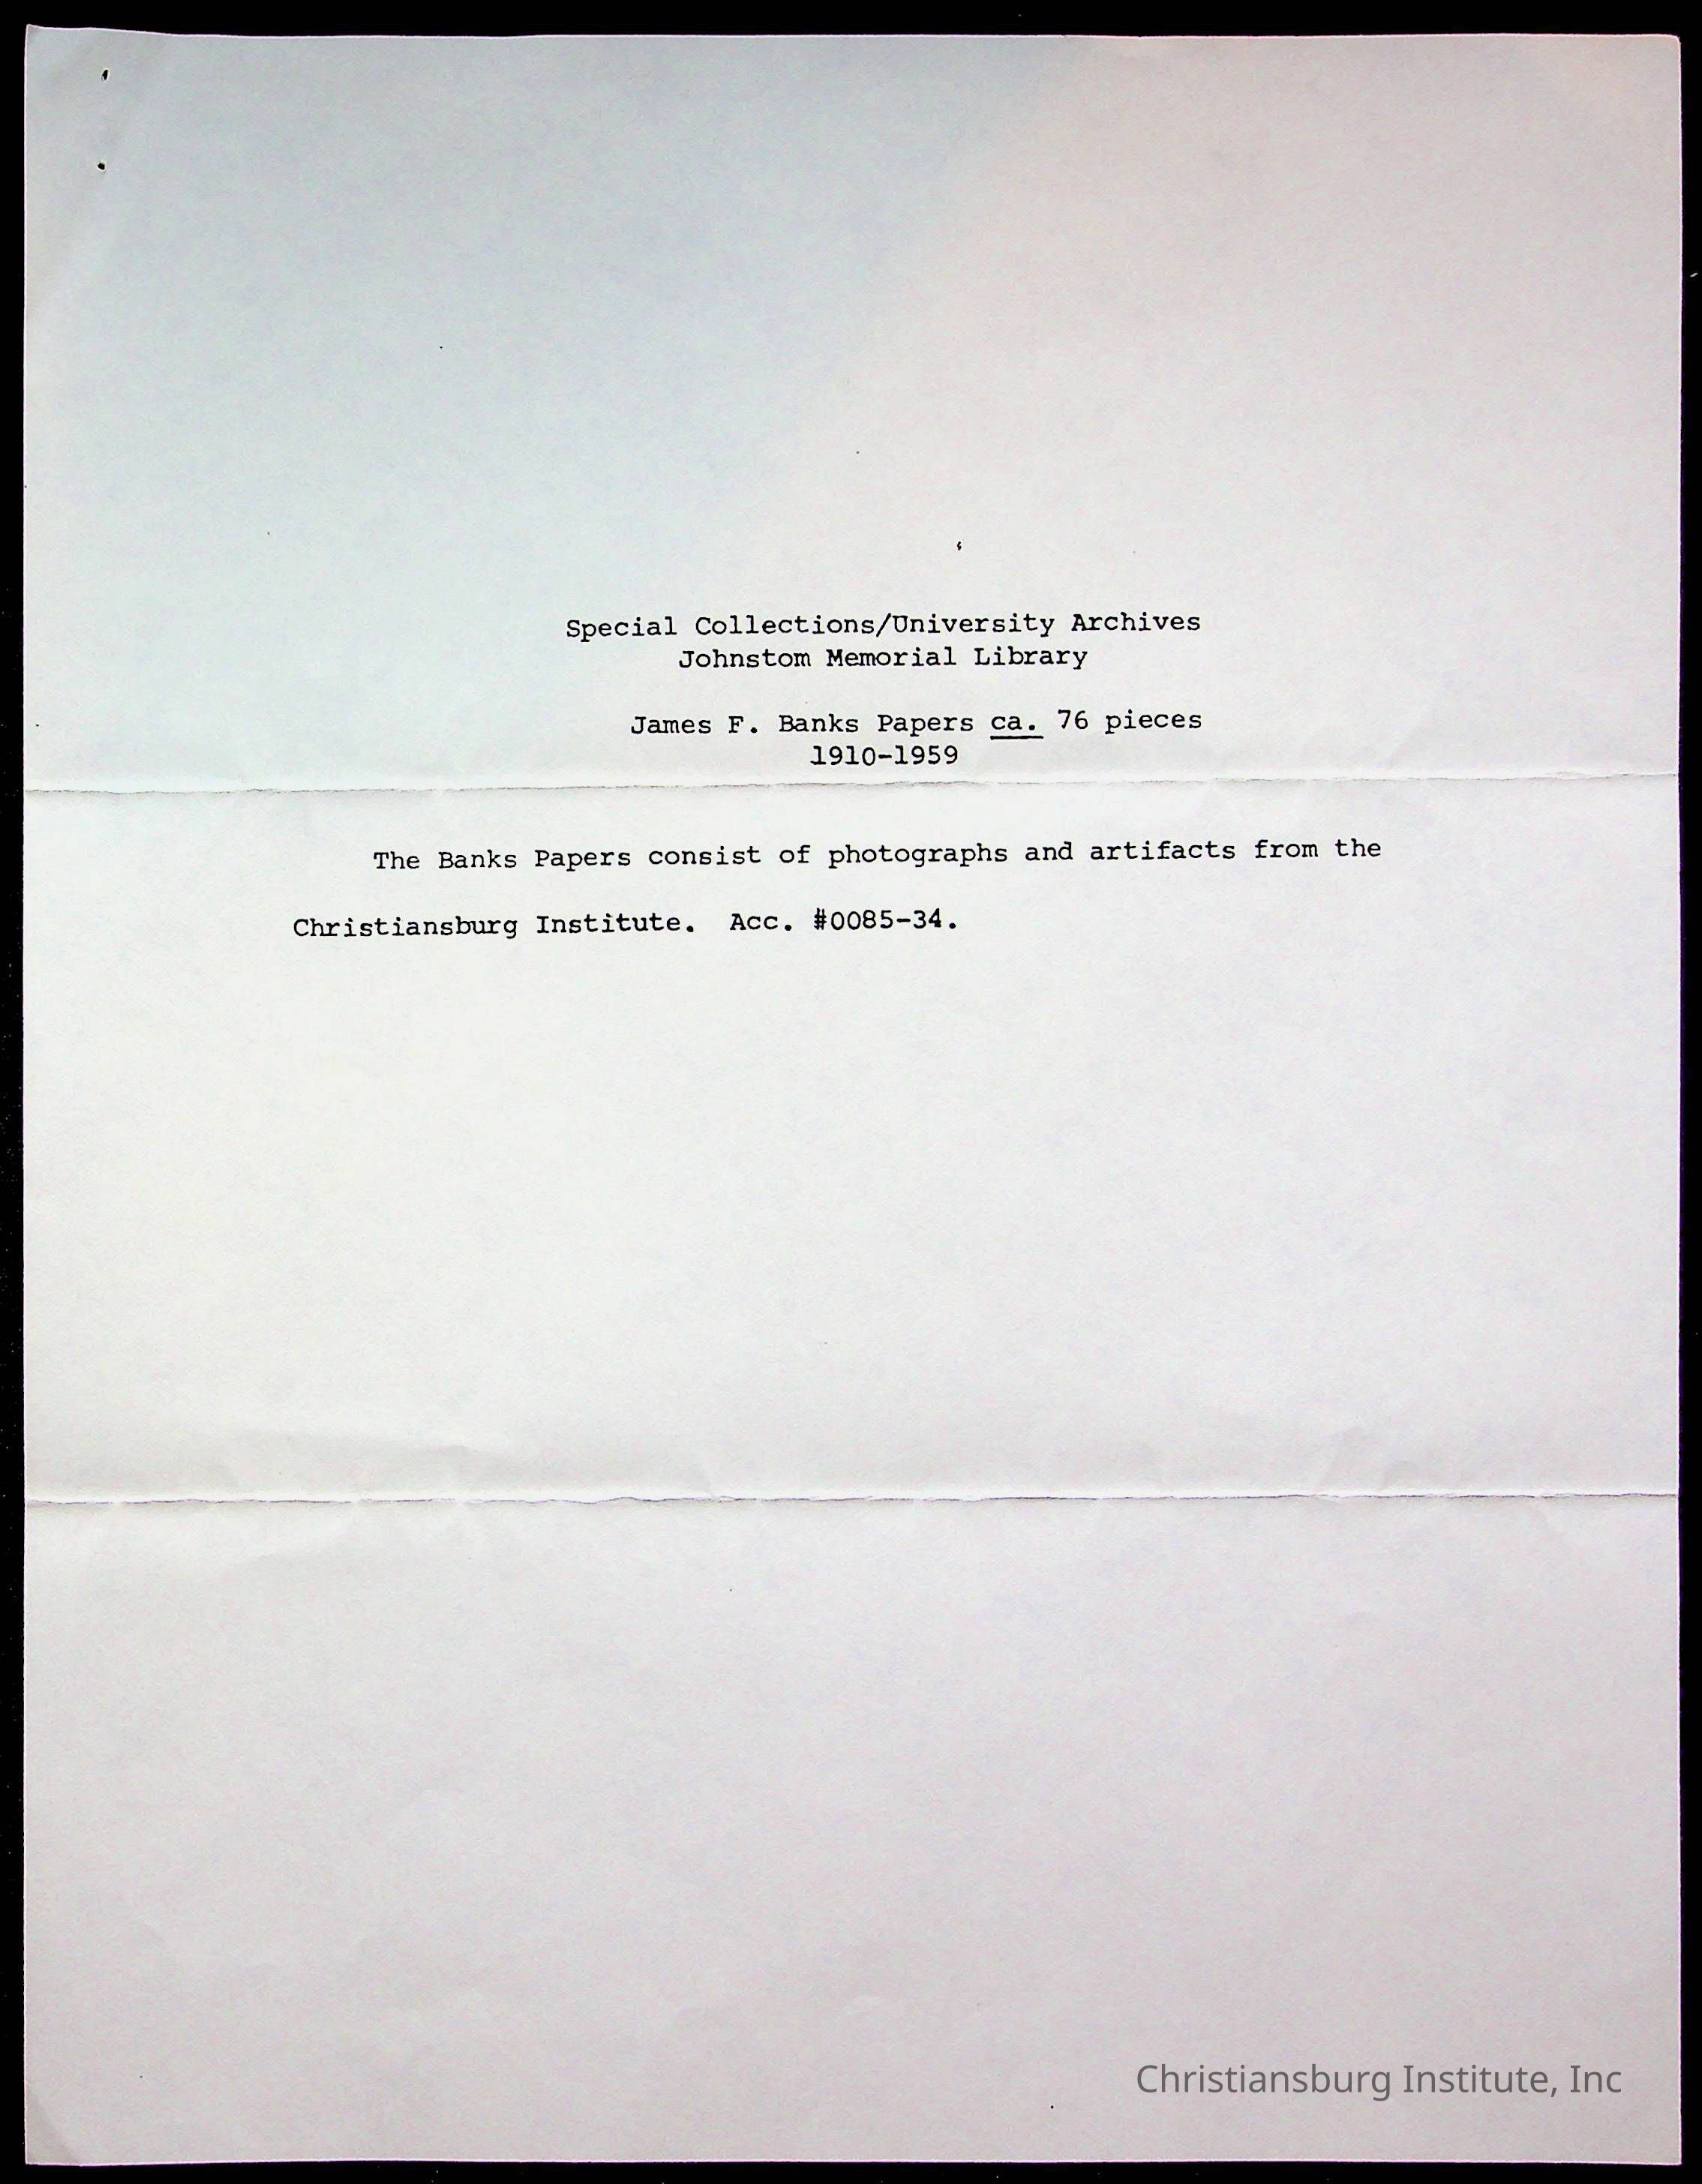 Special Collections/University Archives
Johnstom Memorial Library
James F. Banks Papers ca. 76 pieces
1910-1959
The Banks Papers consist of photographs and artifacts from the
Christiansburg Institute. Acc. #0085-34.
Christiansburg Institute, Inc